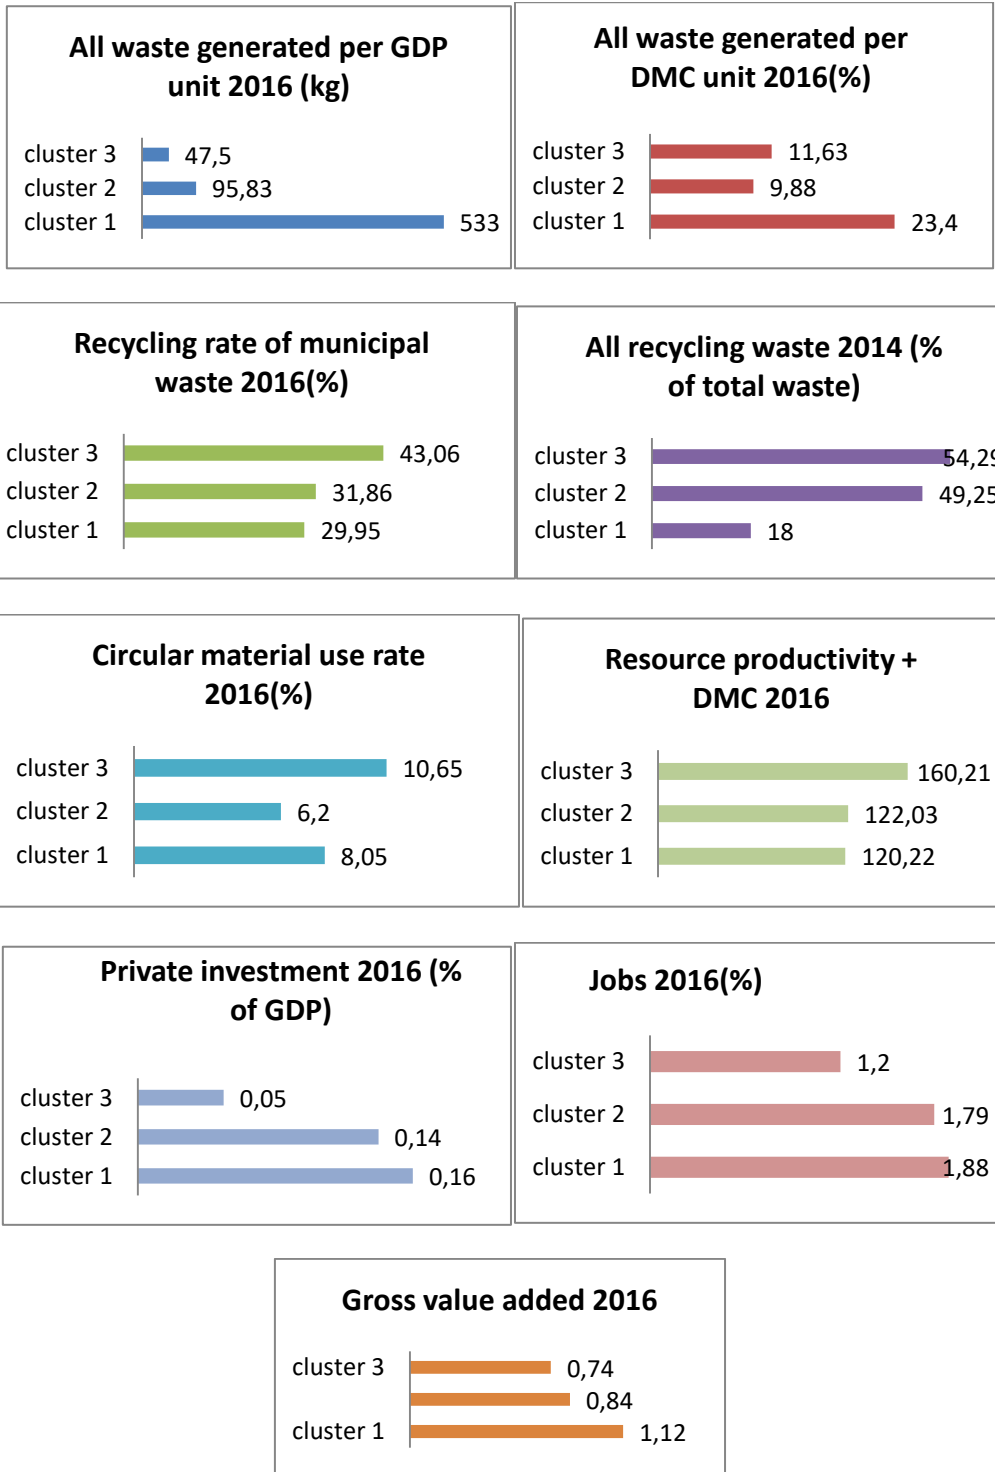 All waste generated per GDP
unit 2016 (kg)
cluster 3 47,5
cluster 2 95,83
cluster 1 533
All waste generated per
DMC unit 2016(%)
cluster 3 11,63
cluster 2 9,88
cluster 1 23,4
Recycling rate of municipal
waste 2016(%)
cluster 3 43,06
cluster 2 31,86
cluster 1 29,95
All recycling waste 2014 (%
of total waste)
cluster 3 54,29
cluster 2 49,25
cluster 1 18
Circular material use rate
2016(%)
cluster 3 10,65
cluster 2 6,2
cluster 1 8,05
Resource productivity +
DMC 2016
cluster 3 160,21
cluster 2 122,03
cluster 1 120,22
Private investment 2016 (%
of GDP)
cluster 3 0,05
cluster 2 0,14
cluster 1 0,16
Jobs 2016(%)
cluster 3 1,2
cluster 2 1,79
cluster 1 1,88
Gross value added 2016
cluster 3 0,74
0,84
cluster 1 1,12